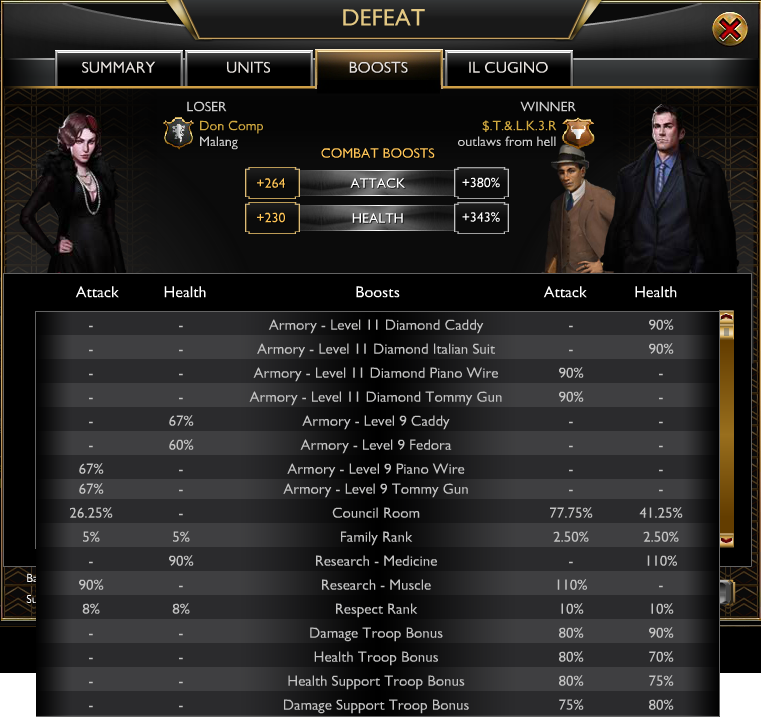 DEFEAT
SUMMARY UNITS BOOSTS IL CUGINO
LOSER WINNER
Don Comp $.T.&.L.K.3.R
Malang outlaws from hell
COMBAT BOOSTS
+264 ATTACK +380%
+230 HEALTH +343%
Attack Health Boosts Attack Health
- - Armory - Level 11 Diamond Caddy - 90%
- - Armory - Level 11 Diamond Italian Suit - 90%
- - Armory - Level 11 Diamond Piano Wire 90% -
- - Armory - Level 11 Diamond Tommy Gun 90% -
- 67% Armory - Level 9 Caddy - -
- 60% Armory - Level 9 Fedora - -
67% - Armory - Level 9 Piano Wire - -
67% - Armory - Level 9 Tommy Gun - -
26.25% - Council Room 77.75% 41.25%
5% 5% Family Rank 2.50% 2.50%
- 90% Research - Medicine - 110%
90% - Research - Muscle 110% -
8% 8% Respect Rank 10% 10%
- - Damage Troop Bonus 80% 90%
- - Health Troop Bonus 80% 70%
- - Health Support Troop Bonus 80% 75%
- - Damage Support Troop Bonus 75% 80%